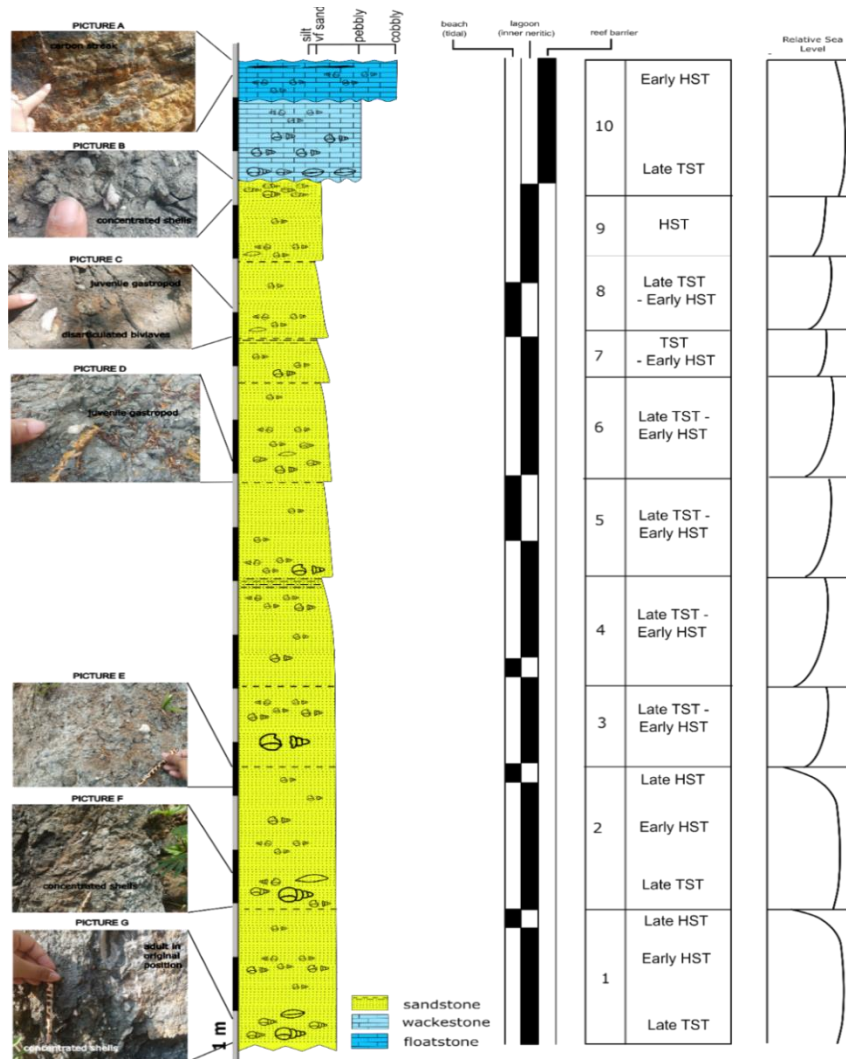 PICTURE A
carbon streak
PICTURE B
concentrated shells
PICTURE C
juvenile gastropod
disarticulated bivlaves
PICTURE D
juvenile gastropod
PICTURE E
PICTURE F
concentrated shells
PICTURE G
adult in
original
position
concentrated shells
1 m
silt
vf sand
pebbly
cobbly
sandstone
wackestone
floatstone
beach
(tidal)
lagoon
(inner neritic)
reef barrier
Relative Sea
Level
10
Early HST
Late TST
9
HST
8
Late TST
- Early HST
7
TST
- Early HST
6
Late TST -
Early HST
5
Late TST -
Early HST
4
Late TST -
Early HST
3
Late TST -
Early HST
2
Late HST
Early HST
Late TST
1
Late HST
Early HST
Late TST